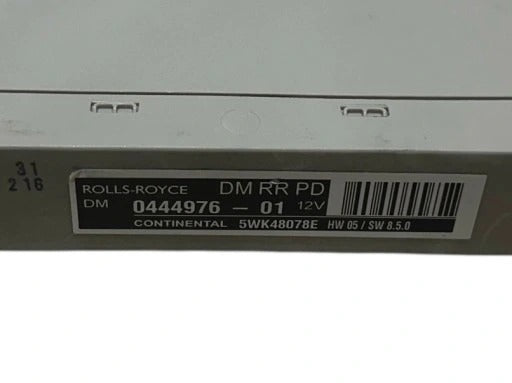 31
216
ROLLS-ROYCE DM RR PD
DM 0444976 - 01 12V
CONTINENTAL 5WK48078E HW 05 / SW 8.5.0